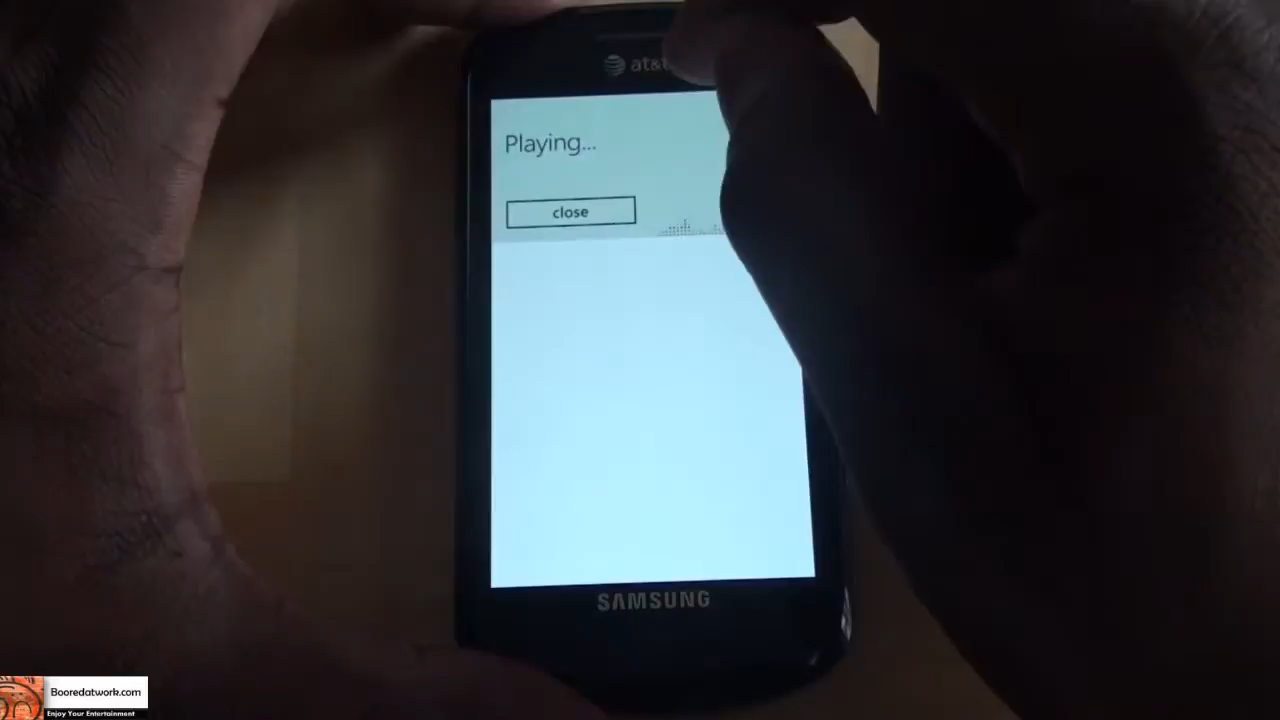 at&t
Playing...
close
SAMSUNG
Booredatwork.com
Enjoy Your Entertainment